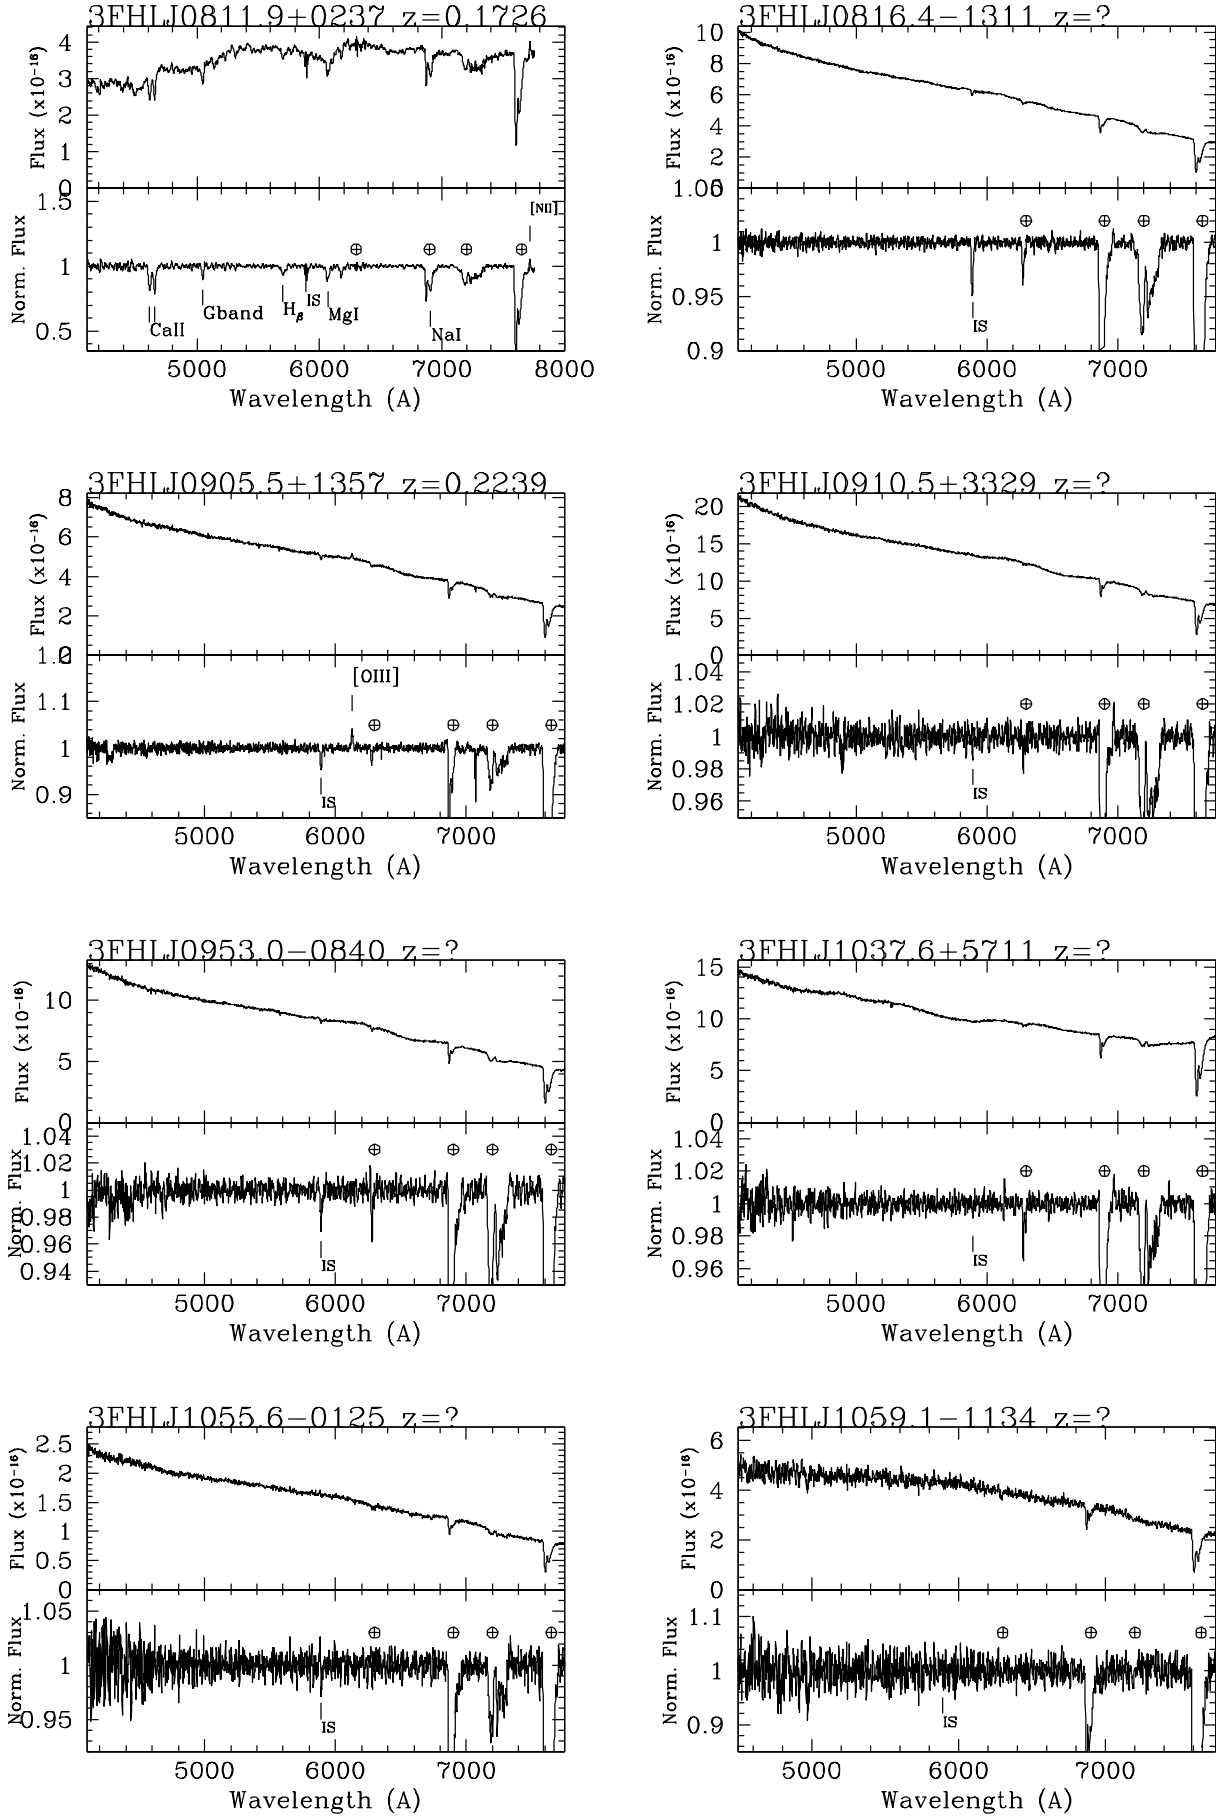 3FHLJ0811.9+0237 z=0.1726
Flux (x10⁻¹⁶)
4
3
2
1
0
Norm. Flux
1.5
1
0.5
[NII]
⊕ ⊕ ⊕ ⊕
CaII
Gband
Hβ
IS
MgI
NaI
5000 6000 7000 8000
Wavelength (A)
3FHLJ0816.4−1311 z=?
Flux (x10⁻¹⁶)
10
8
6
4
2
0
Norm. Flux
1.05
1
0.95
0.9
⊕ ⊕ ⊕ ⊕
IS
6000 7000
Wavelength (A)
3FHLJ0905.5+1357 z=0.2239
Flux (x10⁻¹⁶)
8
6
4
2
0
Norm. Flux
1.2
1.1
1
0.9
[OIII]
⊕ ⊕ ⊕ ⊕
IS
5000 6000 7000
Wavelength (A)
3FHLJ0910.5+3329 z=?
Flux (x10⁻¹⁶)
20
15
10
5
0
Norm. Flux
1.04
1.02
1
0.98
0.96
⊕ ⊕ ⊕ ⊕
IS
5000 6000 7000
Wavelength (A)
3FHLJ0953.0−0840 z=?
Flux (x10⁻¹⁶)
10
5
0
Norm. Flux
1.04
1.02
1
0.98
0.96
0.94
⊕ ⊕ ⊕ ⊕
IS
5000 6000 7000
Wavelength (A)
3FHLJ1037.6+5711 z=?
Flux (x10⁻¹⁶)
15
10
5
0
Norm. Flux
1.04
1.02
1
0.98
0.96
⊕ ⊕ ⊕ ⊕
IS
5000 6000 7000
Wavelength (A)
3FHLJ1055.6−0125 z=?
Flux (x10⁻¹⁶)
2.5
2
1.5
1
0.5
0
Norm. Flux
1.05
1
0.95
⊕ ⊕ ⊕ ⊕
IS
5000 6000 7000
Wavelength (A)
3FHLJ1059.1−1134 z=?
Flux (x10⁻¹⁶)
6
4
2
0
Norm. Flux
1.1
1
0.9
⊕ ⊕ ⊕ ⊕
IS
5000 6000 7000
Wavelength (A)